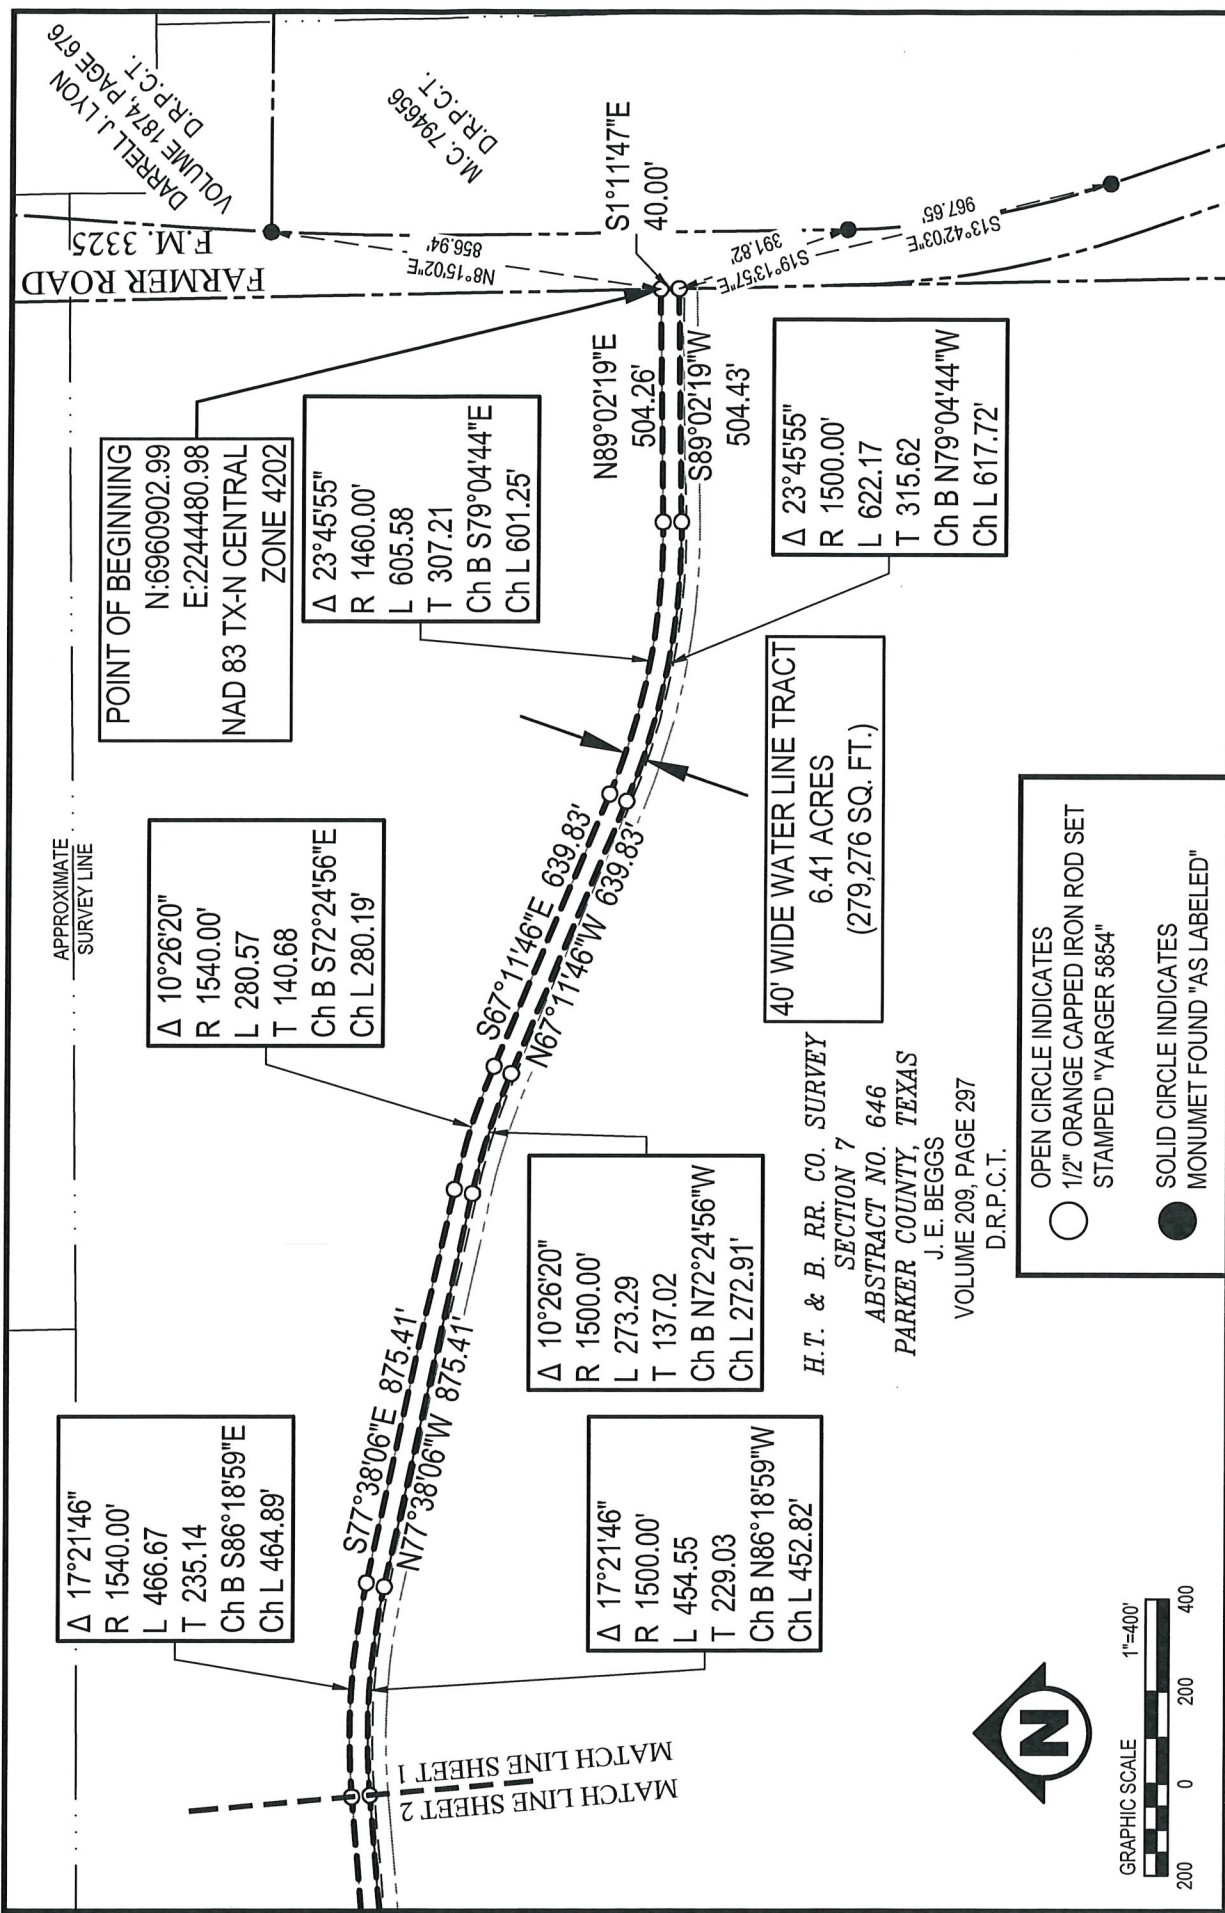 DARRELL J. LYON
VOLUME 1874, PAGE 676
D.R.P.C.T.
M.C. 794656
D.R.P.C.T.
FARMER ROAD
F.M. 3325
APPROXIMATE
SURVEY LINE
POINT OF BEGINNING
N:6960902.99
E:2244480.98
NAD 83 TX-N CENTRAL
ZONE 4202
N8°15'02"E
856.94'
S1°11'47"E
40.00'
S19°13'57"E
391.82'
S13°42'03"E
967.65'
N89°02'19"E
504.26'
S89°02'19"W
504.43'
Δ 23°45'55"
R 1460.00'
L 605.58
T 307.21
Ch B S79°04'44"E
Ch L 601.25'
Δ 23°45'55"
R 1500.00'
L 622.17
T 315.62
Ch B N79°04'44"W
Ch L 617.72'
S67°11'46"E 639.83'
N67°11'46"W 639.83'
40' WIDE WATER LINE TRACT
6.41 ACRES
(279,276 SQ. FT.)
Δ 10°26'20"
R 1540.00'
L 280.57
T 140.68
Ch B S72°24'56"E
Ch L 280.19'
Δ 10°26'20"
R 1500.00'
L 273.29
T 137.02
Ch B N72°24'56"W
Ch L 272.91'
S77°38'06"E 875.41'
N77°38'06"W 875.41'
Δ 17°21'46"
R 1540.00'
L 466.67
T 235.14
Ch B S86°18'59"E
Ch L 464.89'
Δ 17°21'46"
R 1500.00'
L 454.55
T 229.03
Ch B N86°18'59"W
Ch L 452.82'
MATCH LINE SHEET 1
MATCH LINE SHEET 2
H.T. & B. RR. CO. SURVEY
SECTION 7
ABSTRACT NO. 646
PARKER COUNTY, TEXAS
J. E. BEGGS
VOLUME 209, PAGE 297
D.R.P.C.T.
OPEN CIRCLE INDICATES
1/2" ORANGE CAPPED IRON ROD SET
STAMPED "YARGER 5854"
SOLID CIRCLE INDICATES
MONUMET FOUND "AS LABELED"
N
GRAPHIC SCALE 1"=400'
200 0 200 400